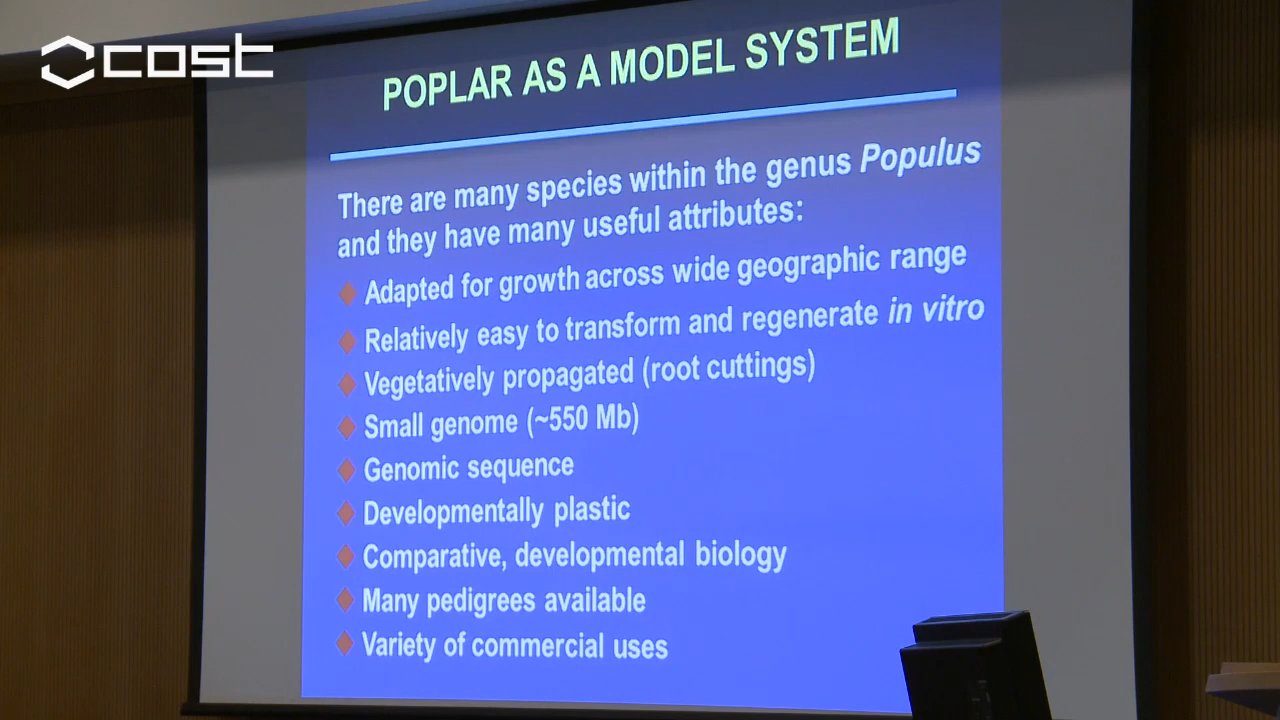 cost
POPLAR AS A MODEL SYSTEM
There are many species within the genus Populus
and they have many useful attributes:
Adapted for growth across wide geographic range
Relatively easy to transform and regenerate in vitro
Vegetatively propagated (root cuttings)
Small genome (~550 Mb)
Genomic sequence
Developmentally plastic
Comparative, developmental biology
Many pedigrees available
Variety of commercial uses